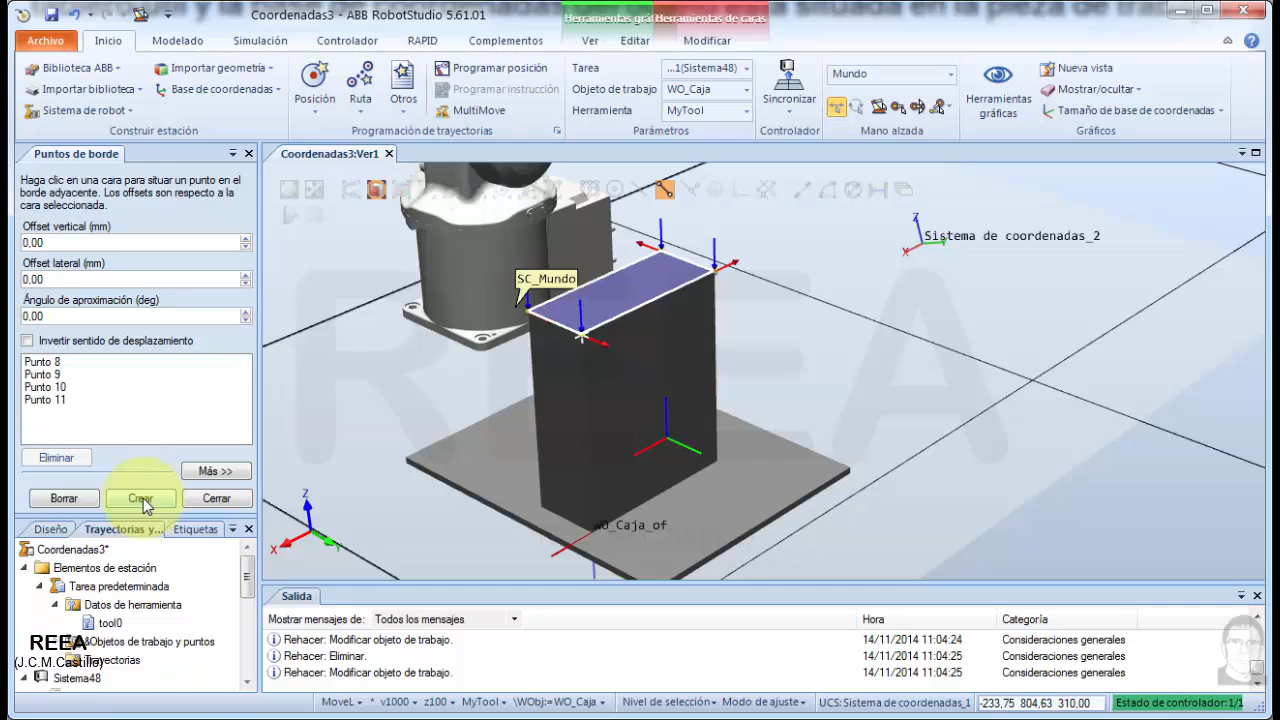 Coordenadas3 - ABB RobotStudio 5.61.01
Herramientas gráf
Herramientas de caras
Archivo
Inicio
Modelado
Simulación
Controlador
RAPID
Complementos
Ver
Editar
Modificar
Biblioteca ABB
Importar biblioteca
Sistema de robot
Importar geometría
Base de coordenadas
Construir estación
Posición
Ruta
Otros
Programar posición
Programar instrucción
MultiMove
Programación de trayectorias
Tarea ...1(Sistema48)
Objeto de trabajo WO_Caja
Herramienta MyTool
Parámetros
Sincronizar
Controlador
Mundo
Mano alzada
Herramientas
gráficas
Nueva vista
Mostrar/ocultar
Tamaño de base de coordenadas
Gráficos
Puntos de borde
Haga clic en una cara para situar un punto en el
borde adyacente. Los offsets son respecto a la
cara seleccionada.
Offset vertical (mm)
0,00
Offset lateral (mm)
0,00
Ángulo de aproximación (deg)
0,00
Invertir sentido de desplazamiento
Punto 8
Punto 9
Punto 10
Punto 11
Eliminar
Más >>
Borrar
Crear
Cerrar
Diseño
Trayectorias y...
Etiquetas
Coordenadas3*
Elementos de estación
Tarea predeterminada
Datos de herramienta
tool0
&Objetos de trabajo y puntos
Trayectorias
Sistema48
REEA
(J.C.M.Castillo)
Coordenadas3:Ver1
SC_Mundo
Sistema de coordenadas_2
Z
X
REEA
O_Caja_of
Z
X
Y
Salida
Mostrar mensajes de: Todos los mensajes
Hora
Categoría
Rehacer: Modificar objeto de trabajo. 14/11/2014 11:04:24 Consideraciones generales
Rehacer: Eliminar. 14/11/2014 11:04:25 Consideraciones generales
Rehacer: Modificar objeto de trabajo. 14/11/2014 11:04:25 Consideraciones generales
MoveL * v1000 z100 MyTool \WObj:=WO_Caja Nivel de selección Modo de ajuste UCS: Sistema de coordenadas_1 -233,75 804,63 310,00 Estado de controlador: 1/1